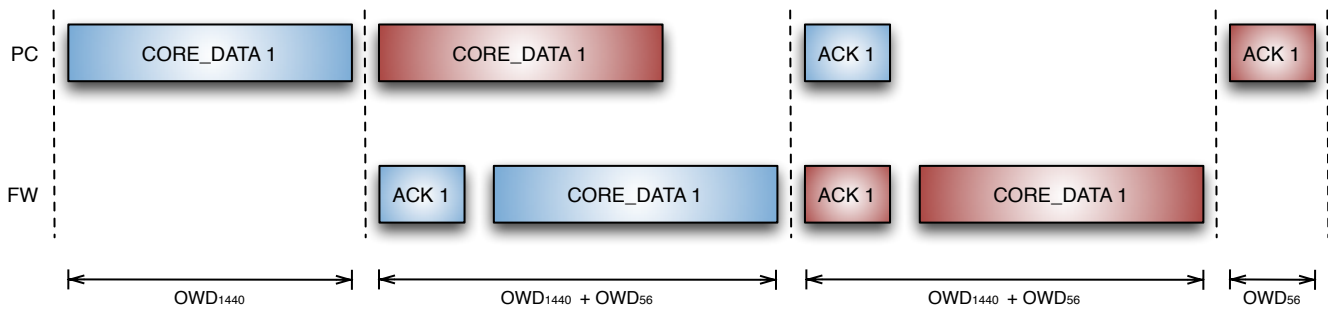 PC
CORE_DATA 1
CORE_DATA 1
ACK 1
ACK 1
FW
ACK 1
CORE_DATA 1
ACK 1
CORE_DATA 1
OWD1440
OWD1440 + OWD56
OWD1440 + OWD56
OWD56